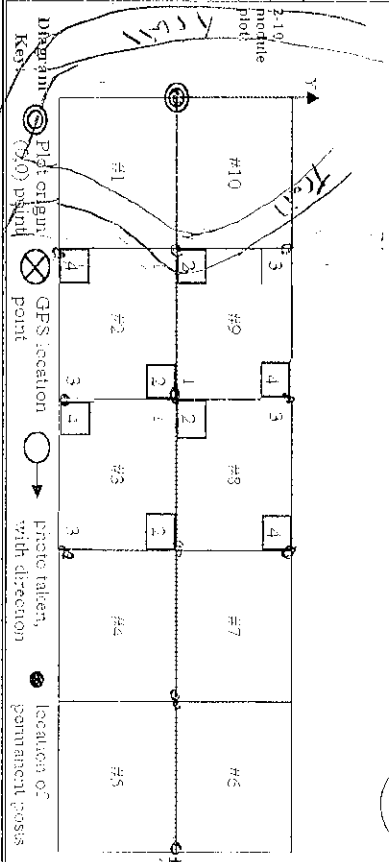 2-10
module
plot:
Y
trail
trail
#10 #9 #8 #7 #6
#1 #2 #3 #4 #5
3 4 3 4
2 1 2 2 2
4 3 4 3
Diagram
Key:
Plot origin/
(0,0) point
GPS location
point
photo taken,
with direction
location of
permanent posts